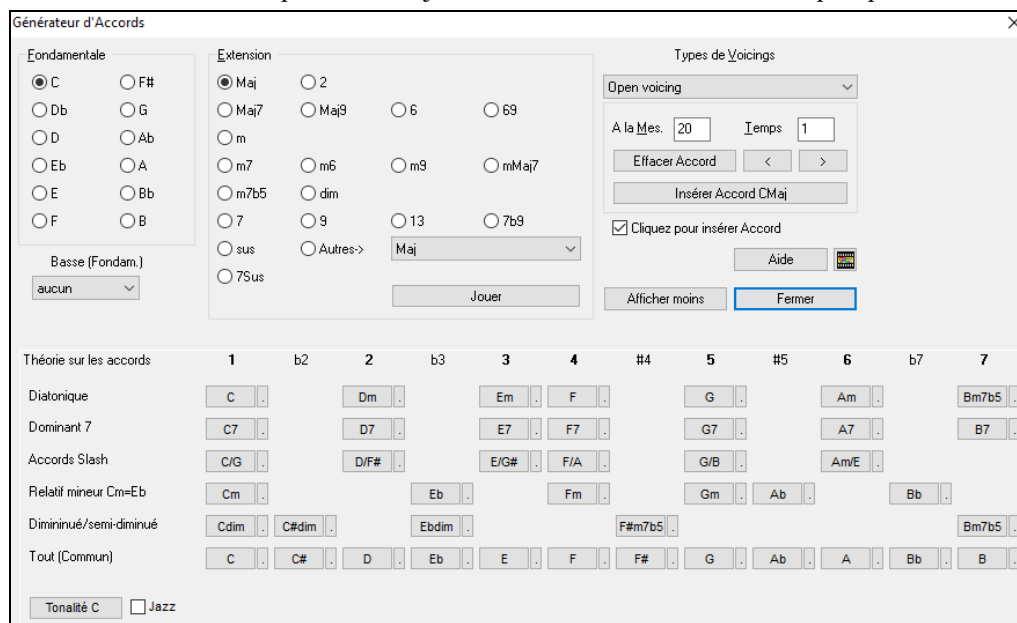 Générateur d'Accords
Fondamentale Extension Types de Voicings
C F# Maj 2 Open voicing
Db G Maj7 Maj9 6 69
D Ab m A la Mes. 20 Temps 1
Eb A m7 m6 m9 mMaj7 Effacer Accord < >
E Bb m7b5 dim Insérer Accord CMaj
F B 7 9 13 7b9 Cliquez pour insérer Accord
Basse (Fondam.) sus Autres-> Maj Aide
aucun 7Sus Jouer Afficher moins Fermer
Théorie sur les accords 1 b2 2 b3 3 4 #4 5 #5 6 b7 7
Diatonique C . Dm . Em . F . G . Am . Bm7b5 .
Dominant 7 C7 . D7 . E7 . F7 . G7 . A7 . B7 .
Accords Slash C/G . D/F# . E/G# . F/A . G/B . Am/E .
Relatif mineur Cm=Eb Cm . Eb . Fm . Gm . Ab . Bb .
Dimininué/semi-diminué Cdim . C#dim . Ebdim . F#m7b5 . Bm7b5 .
Tout (Commun) C . C# . D . Eb . E . F . F# . G . Ab . A . Bb . B .
Tonalité C Jazz